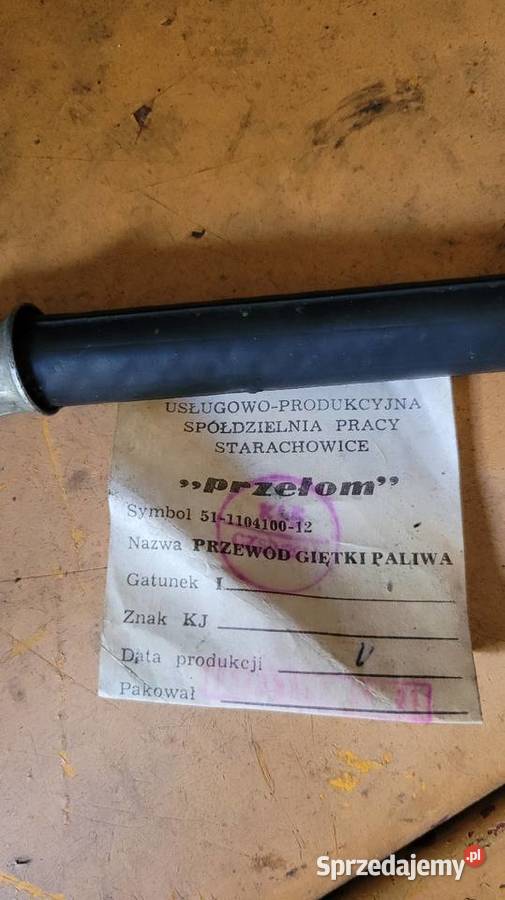 USŁUGOWO-PRODUKCYJNA
SPÓŁDZIELNIA PRACY
STARACHOWICE
„Przełom"
Symbol 51-1104100-12
Nazwa PRZEWÓD GIĘTKI PALIWA
Gatunek I
Znak KJ
Data produkcji V
Pakował
Sprzedajemy.pl